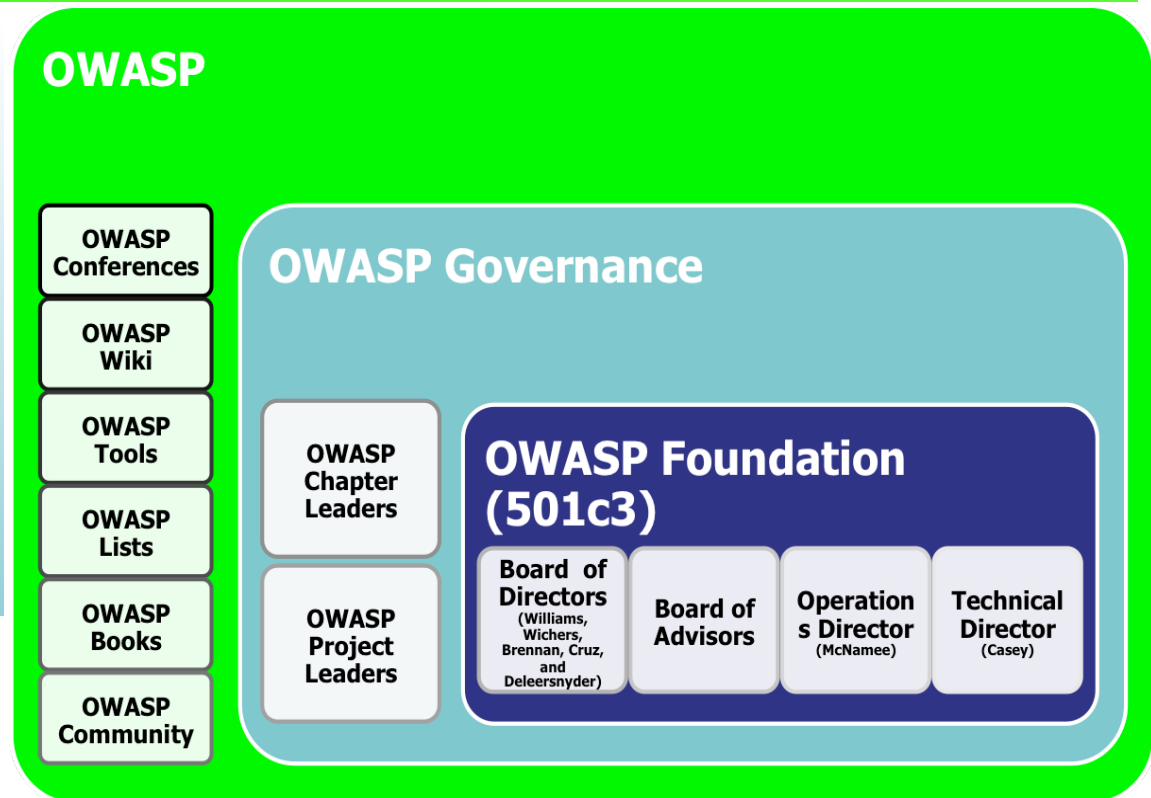 OWASP
OWASP
Conferences
OWASP
Wiki
OWASP
Tools
OWASP
Lists
OWASP
Books
OWASP
Community
OWASP Governance
OWASP
Chapter
Leaders
OWASP
Project
Leaders
OWASP Foundation
(501c3)
Board of
Directors
(Williams,
Wichers,
Brennan, Cruz,
and
Deleersnyder)
Board of
Advisors
Operation
s Director
(McNamee)
Technical
Director
(Casey)